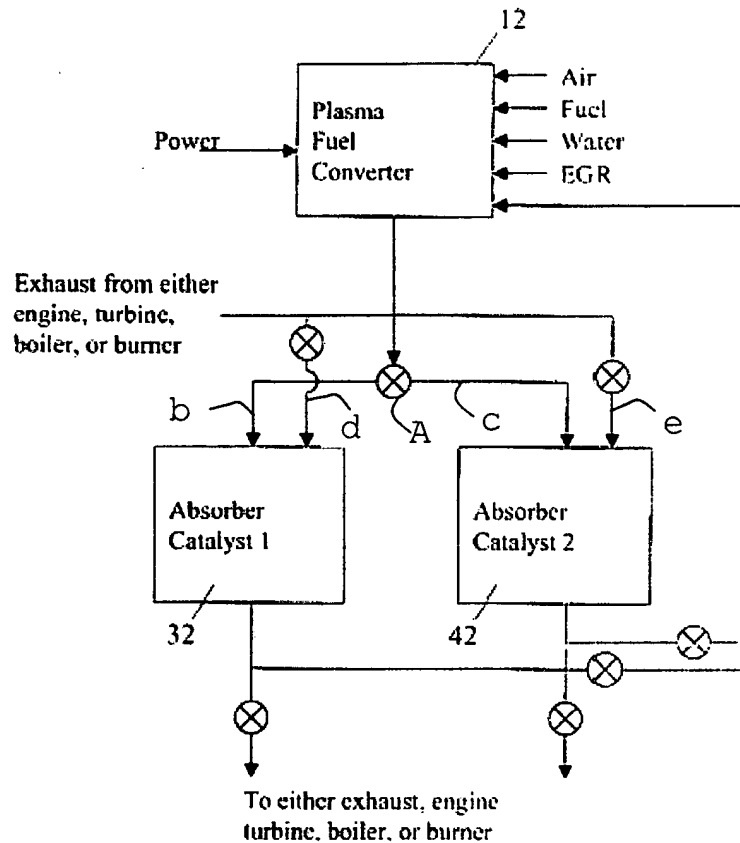 12
Plasma
Fuel
Converter
Air
Fuel
Water
EGR
Power
Exhaust from either
engine, turbine,
boiler, or burner
b
d
A
c
e
Absorber
Catalyst 1
Absorber
Catalyst 2
32
42
To either exhaust, engine
turbine, boiler, or burner